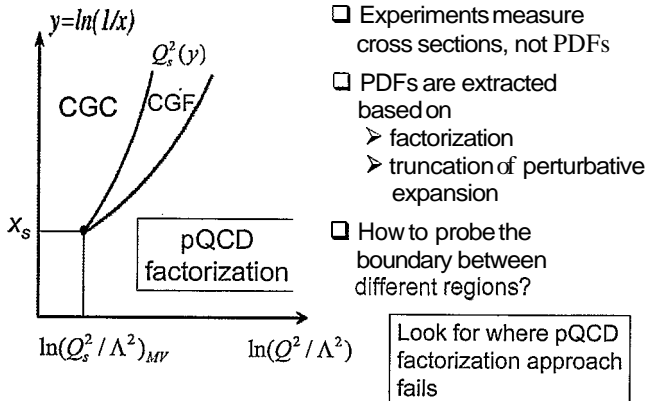 y=ln(1/x)
Q_s^2(y)
CGC
CGF
x_s
pQCD
factorization
ln(Q_s^2/Λ^2)_MV
ln(Q^2/Λ^2)
❑ Experiments measure
cross sections, not PDFs
❑ PDFs are extracted
based on
➢ factorization
➢ truncation of perturbative
expansion
❑ How to probe the
boundary between
different regions?
Look for where pQCD
factorization approach
fails